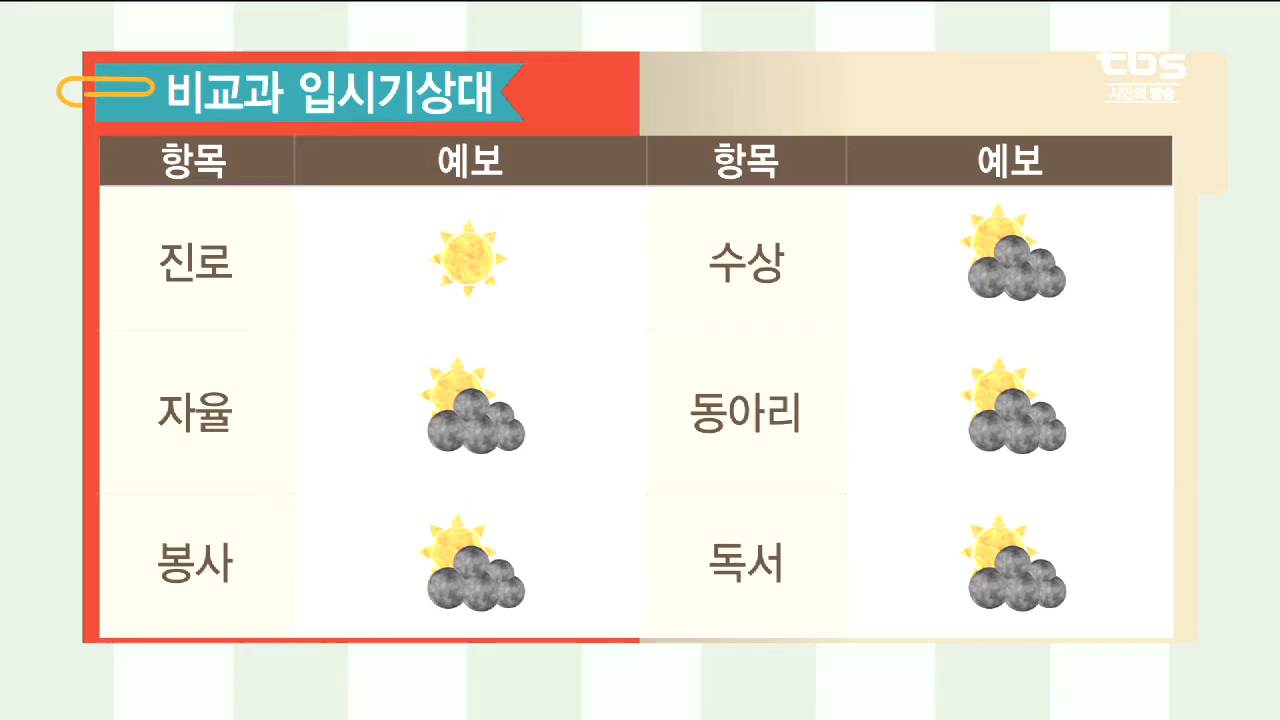 비교과 입시기상대
tbs
시민의 방송
항목 예보 항목 예보
진로 수상
자율 동아리
봉사 독서